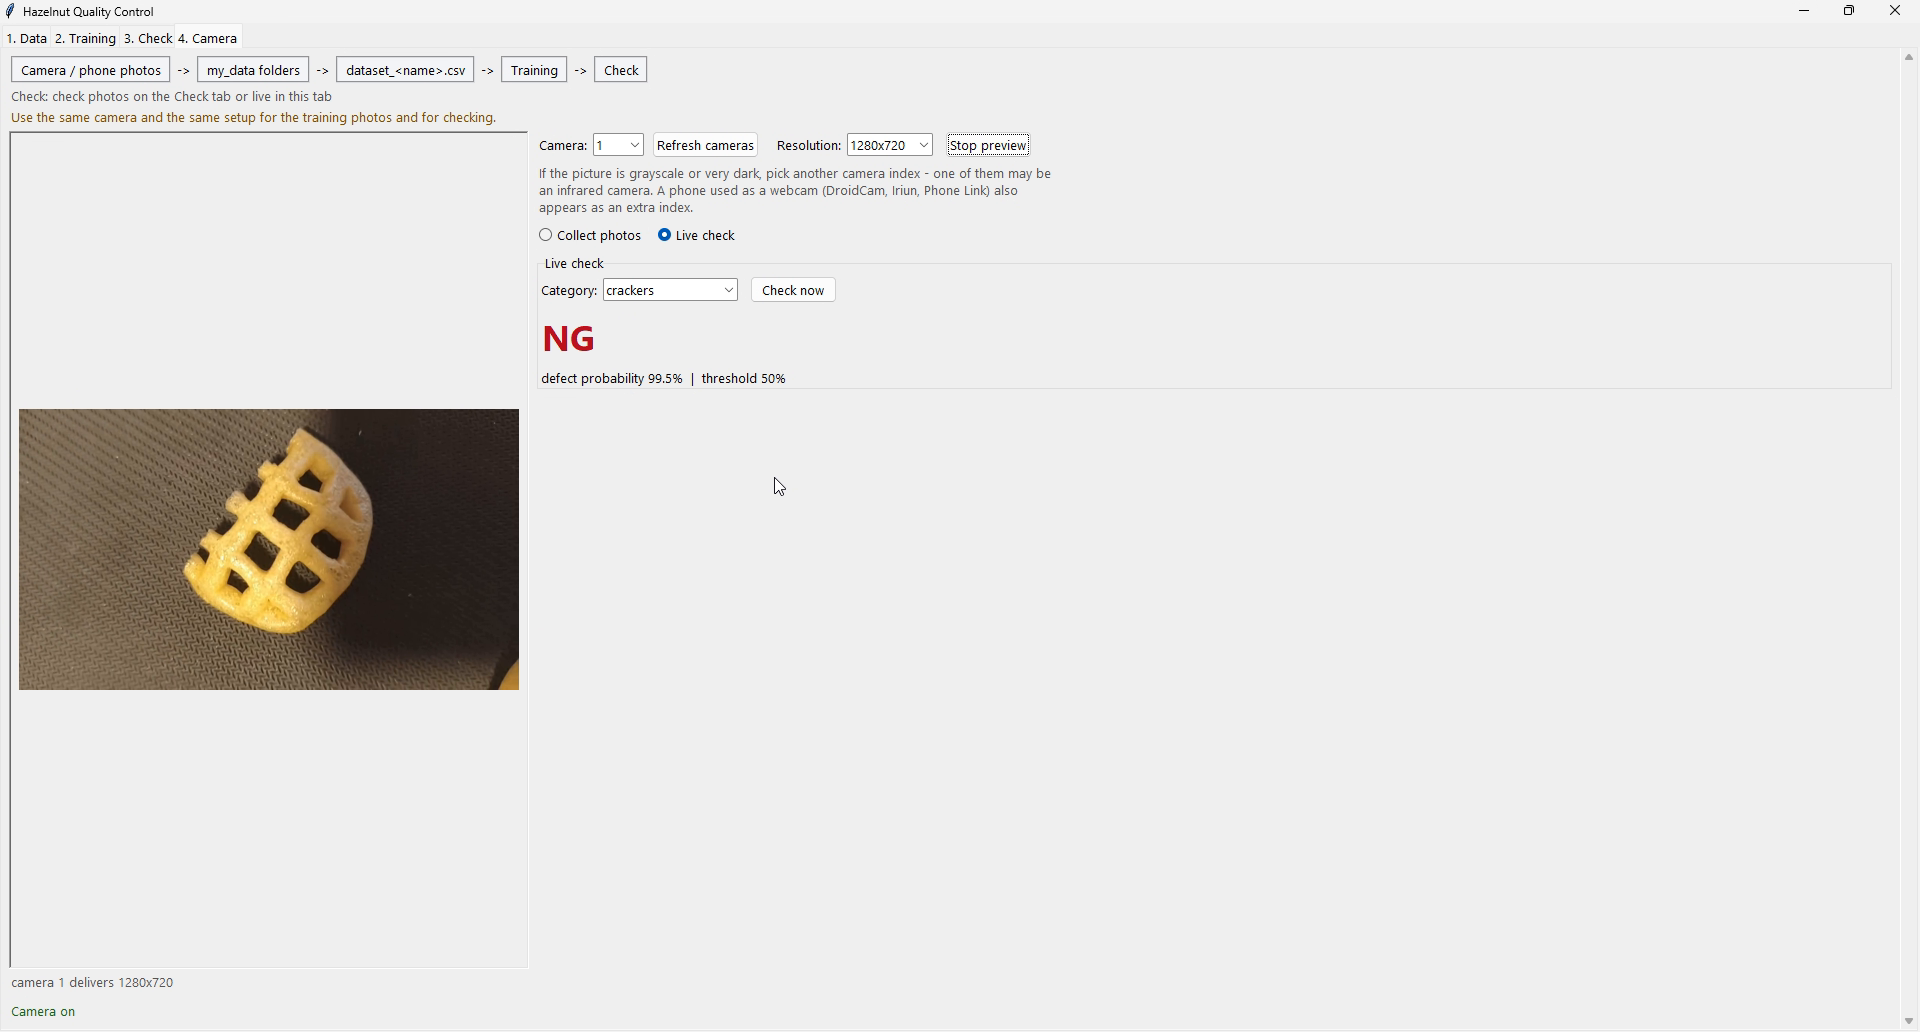 Hazelnut Quality Control
1. Data 2. Training 3. Check 4. Camera
Camera / phone photos -> my_data folders -> dataset_<name>.csv -> Training -> Check
Check: check photos on the Check tab or live in this tab
Use the same camera and the same setup for the training photos and for checking.
Camera: 1 Refresh cameras Resolution: 1280x720 Stop preview
If the picture is grayscale or very dark, pick another camera index - one of them may be
an infrared camera. A phone used as a webcam (DroidCam, Iriun, Phone Link) also
appears as an extra index.
Collect photos Live check
Live check
Category: crackers Check now
NG
defect probability 99.5% | threshold 50%
camera 1 delivers 1280x720
Camera on